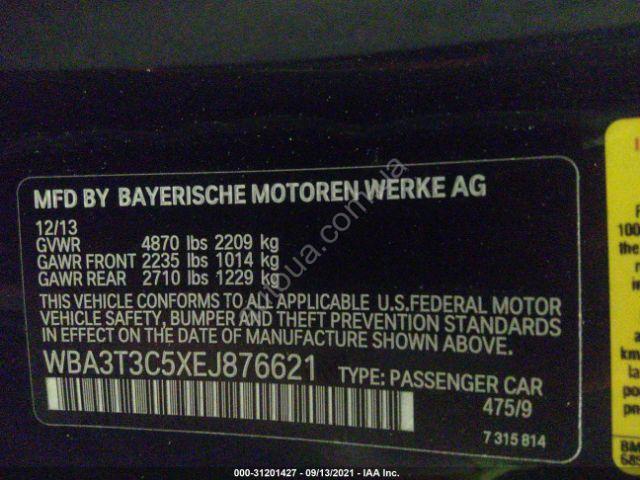 MFD BY BAYERISCHE MOTOREN WERKE AG
12/13
GVWR 4870 lbs 2209 kg
GAWR FRONT 2235 lbs 1014 kg
GAWR REAR 2710 lbs 1229 kg
THIS VEHICLE CONFORMS TO ALL APPLICABLE U.S.FEDERAL MOTOR
VEHICLE SAFETY, BUMPER AND THEFT PREVENTION STANDARDS
IN EFFECT ON THE DATE OF MANUFACTURE SHOWN ABOVE.
WBA3T3C5XEJ876621 TYPE: PASSENGER CAR
475/9
7 315 814
100
the
BM
000-31201427 - 09/13/2021 - IAA Inc.